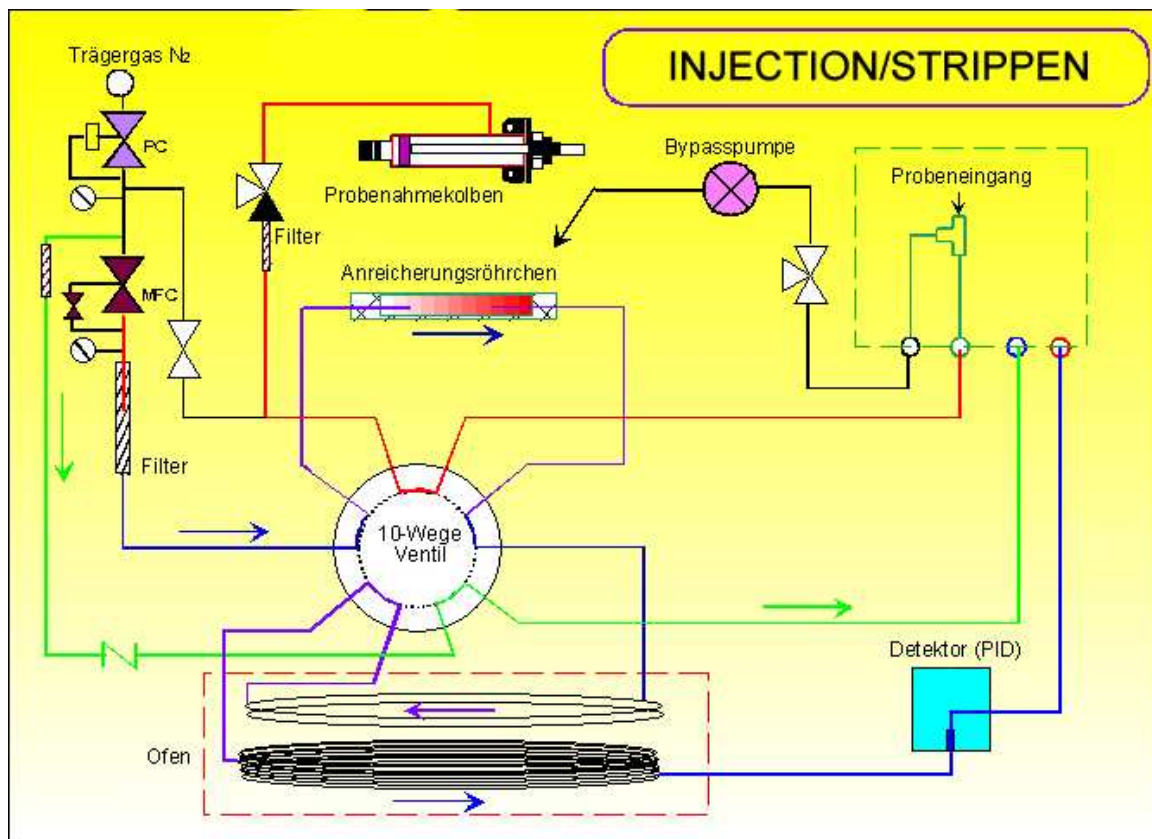 INJECTION/STRIPPEN
Trägergas N₂
PC
Probenahmekolben
Bypasspumpe
Probeneingang
Filter
Anreicherungsröhrchen
MFC
Filter
10-Wege
Ventil
Detektor (PID)
Ofen